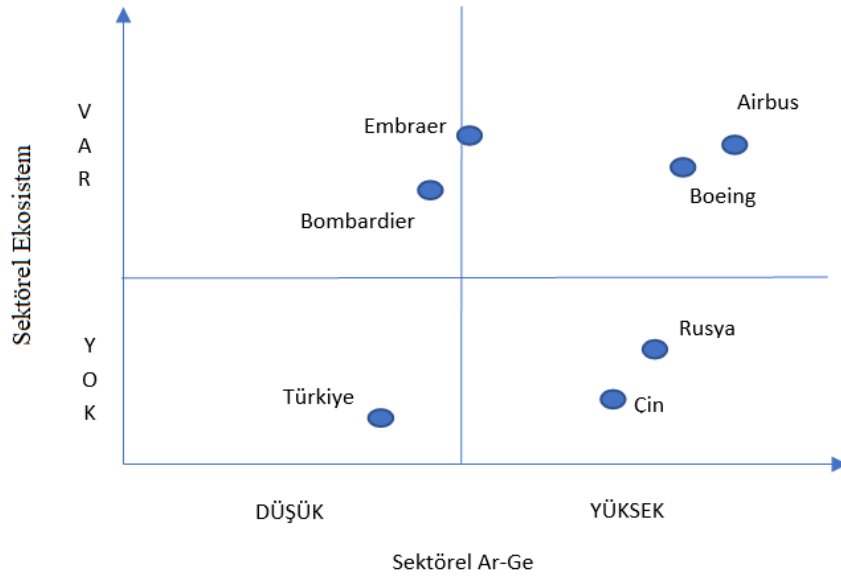 Sektörel Ekosistem
V
A
R
Y
O
K
Airbus
Embraer
Boeing
Bombardier
Rusya
Türkiye
Çin
DÜŞÜK
YÜKSEK
Sektörel Ar-Ge